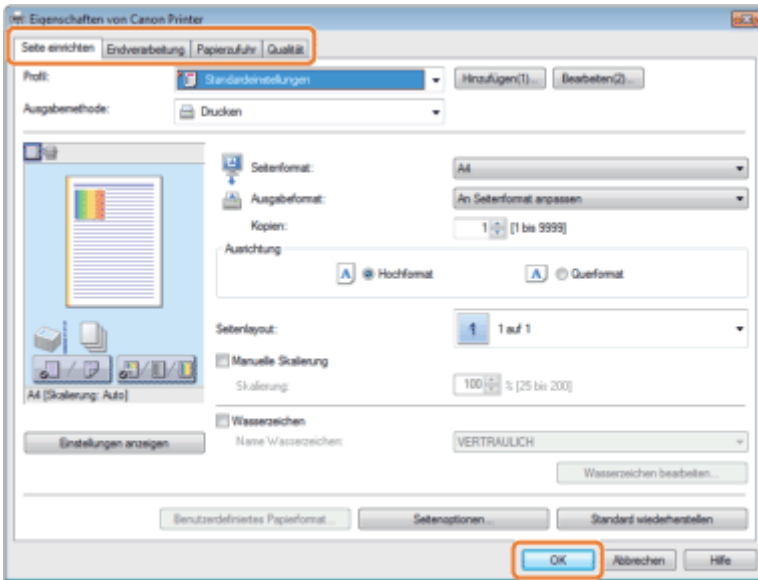 Eigenschaften von Canon Printer
Seite einrichten Endverarbeitung Papierzufuhr Qualität
Profil: Standardeinstellungen Hinzufügen(1)... Bearbeiten(2)...
Ausgabemethode: Drucken
Seitenformat: A4
Ausgabeformat: An Seitenformat anpassen
Kopien: 1 [1 bis 9999]
Ausrichtung
A Hochformat A Querformat
Seitenlayout: 1 1 auf 1
Manuelle Skalierung
Skalierung: 100 % [25 bis 200]
A4 [Skalierung: Auto]
Wasserzeichen
Einstellungen anzeigen Name Wasserzeichen: VERTRAULICH
Wasserzeichen bearbeiten...
Benutzerdefiniertes Papierformat... Seitenoptionen... Standard wiederherstellen
OK Abbrechen Hilfe